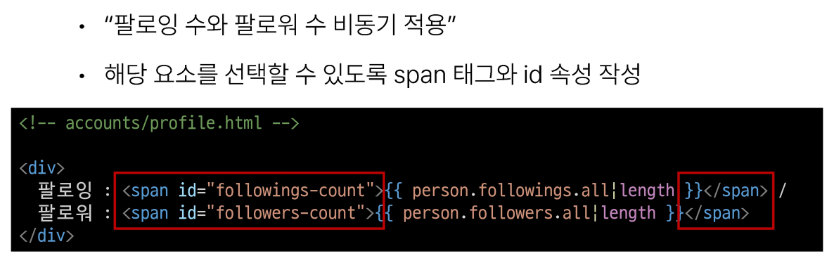 • “팔로잉 수와 팔로워 수 비동기 적용”
• 해당 요소를 선택할 수 있도록 span 태그와 id 속성 작성
<!-- accounts/profile.html -->
<div>
팔로잉 : <span id="followings-count">{{ person.followings.all|length }}</span> /
팔로워 : <span id="followers-count">{{ person.followers.all|length }}</span>
</div>